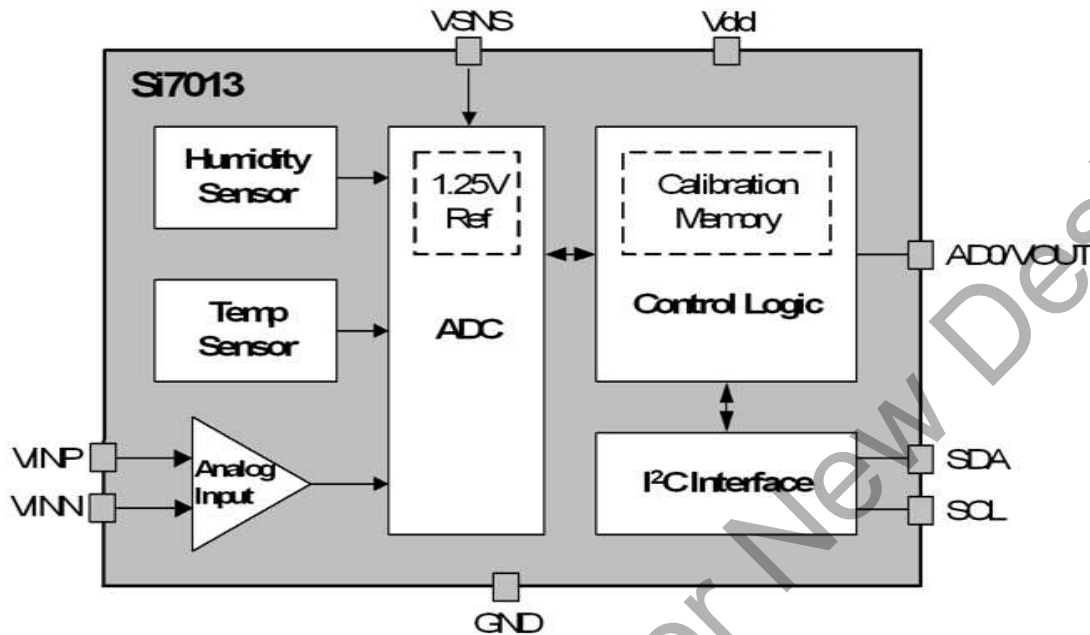 VSNS
Vdd
Si7013
Humidity
Sensor
1.25V
Ref
Calibration
Memory
AD0/VOUT
Temp
Sensor
ADC
Control Logic
VINP
VINN
Analog
Input
I²C Interface
SDA
SCL
GND
New